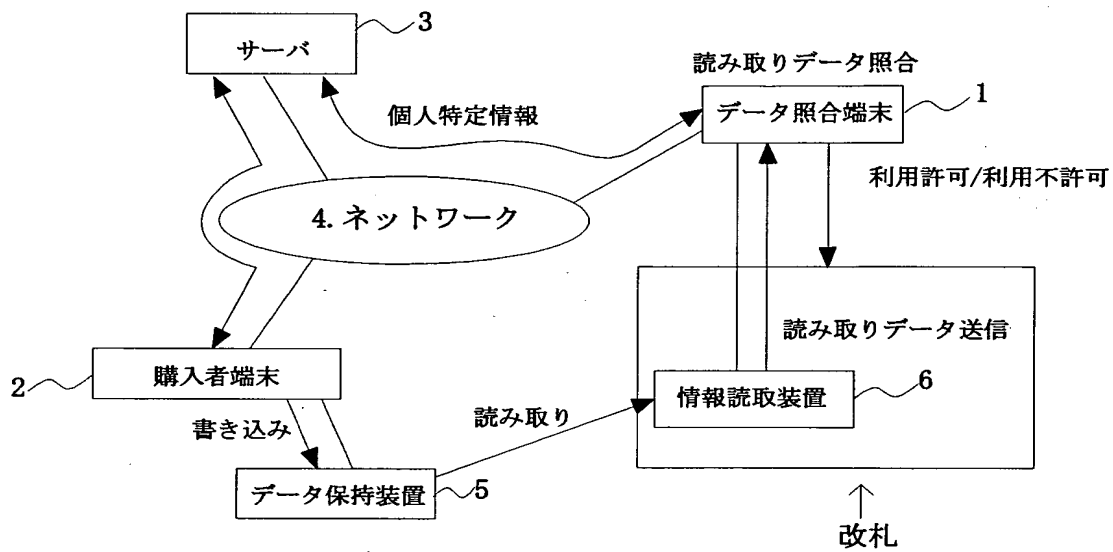 サーバ
3
読み取りデータ照合
データ照合端末
1
個人特定情報
利用許可/利用不許可
4. ネットワーク
読み取りデータ送信
購入者端末
2
情報読取装置
6
書き込み
読み取り
データ保持装置
5
改札